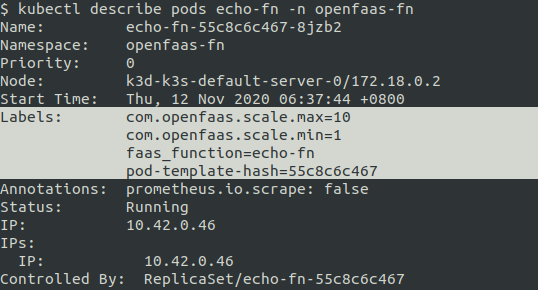 $ kubectl describe pods echo-fn -n openfaas-fn
Name:         echo-fn-55c8c6c467-8jzb2
Namespace:    openfaas-fn
Priority:     0
Node:         k3d-k3s-default-server-0/172.18.0.2
Start Time:   Thu, 12 Nov 2020 06:37:44 +0800
Labels:       com.openfaas.scale.max=10
              com.openfaas.scale.min=1
              faas_function=echo-fn
              pod-template-hash=55c8c6c467
Annotations:  prometheus.io.scrape: false
Status:       Running
IP:           10.42.0.46
IPs:
  IP:           10.42.0.46
Controlled By:  ReplicaSet/echo-fn-55c8c6c467